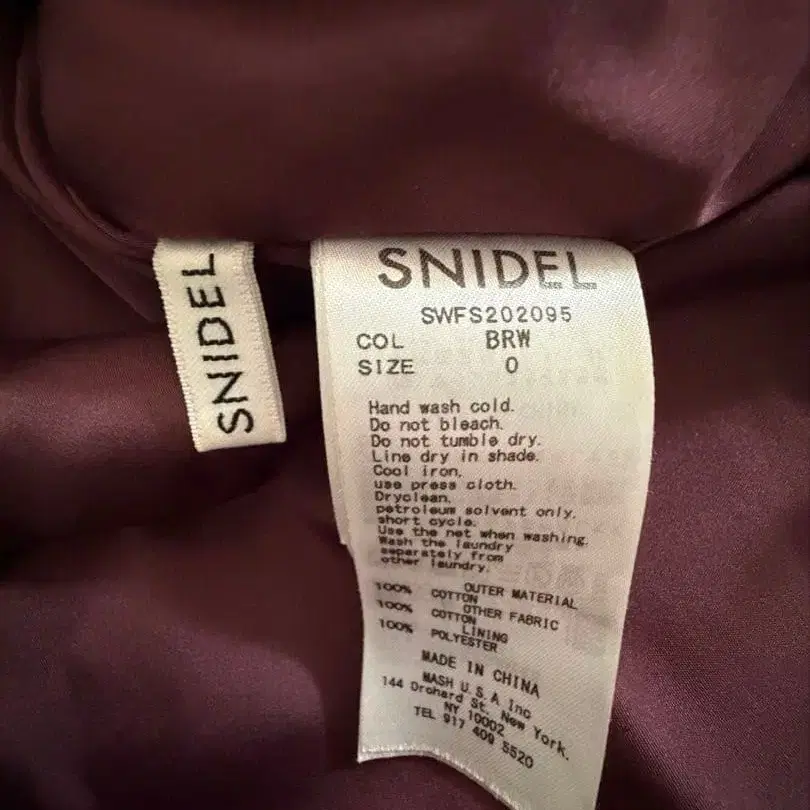 SNIDEL
SNIDEL
SWFS202095
COL BRW
SIZE 0
Hand wash cold.
Do not bleach.
Do not tumble dry.
Line dry in shade.
Cool iron,
use press cloth.
Dryclean,
petroleum solvent only.
short cycle.
Use the net when washing.
Wash the laundry
separately from
other laundry.
OUTER MATERIAL
100% COTTON
OTHER FABRIC
100% COTTON
LINING
100% POLYESTER
MADE IN CHINA
MASH U.S.A Inc
144 Orchard St. New York.
NY 10002
TEL 917 409 5520